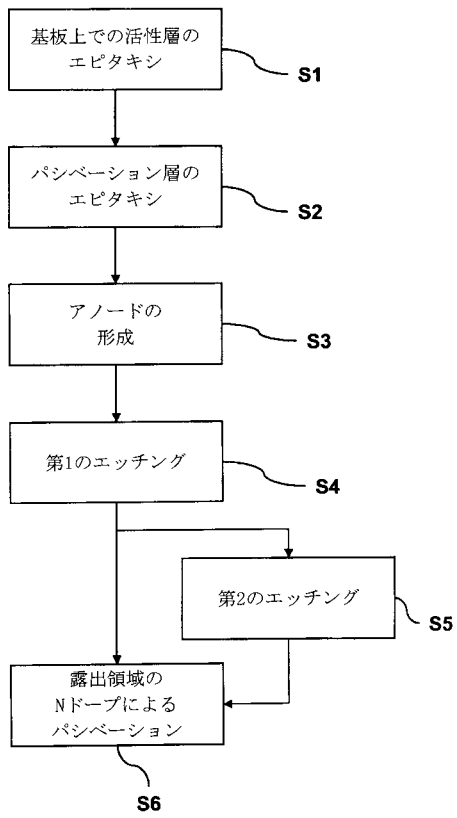 基板上での活性層の
エピタキシ
S1
パシベーション層の
エピタキシ
S2
アノードの
形成
S3
第1のエッチング
S4
第2のエッチング
S5
露出領域の
Nドープによる
パシベーション
S6